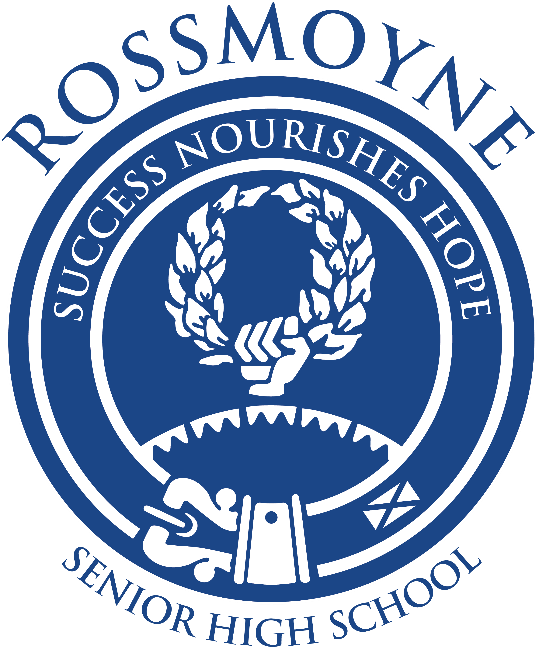 ROSSMOYNE
SUCCESS NOURISHES HOPE
SENIOR HIGH SCHOOL